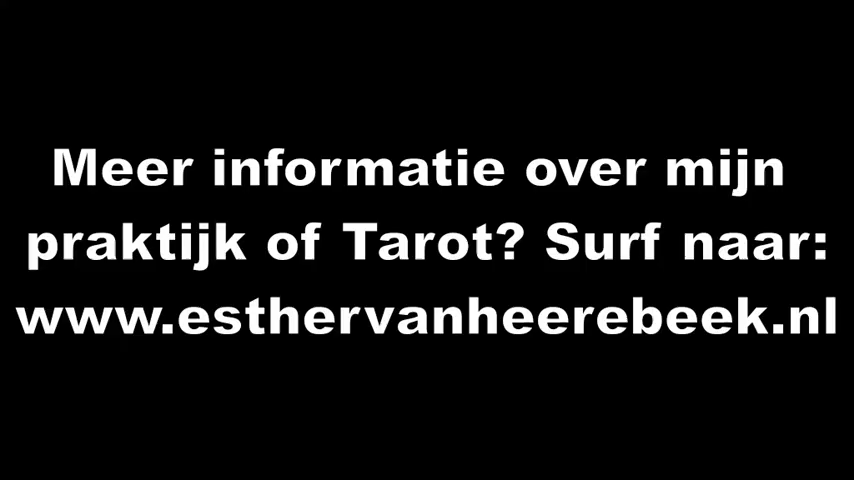 Meer informatie over mijn
praktijk of Tarot? Surf naar:
www.esthervanheerebeek.nl